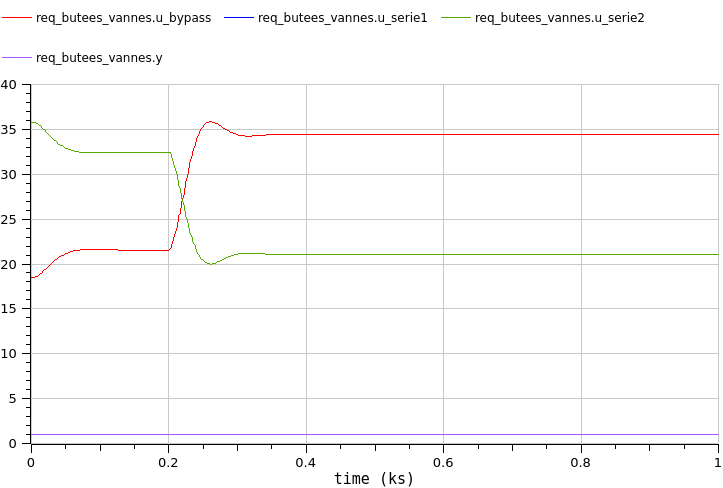 req_butees_vannes.u_bypass req_butees_vannes.u_serie1 req_butees_vannes.u_serie2
req_butees_vannes.y
40
35
30
25
20
15
10
5
0
0 0.2 0.4 0.6 0.8 1
time (ks)